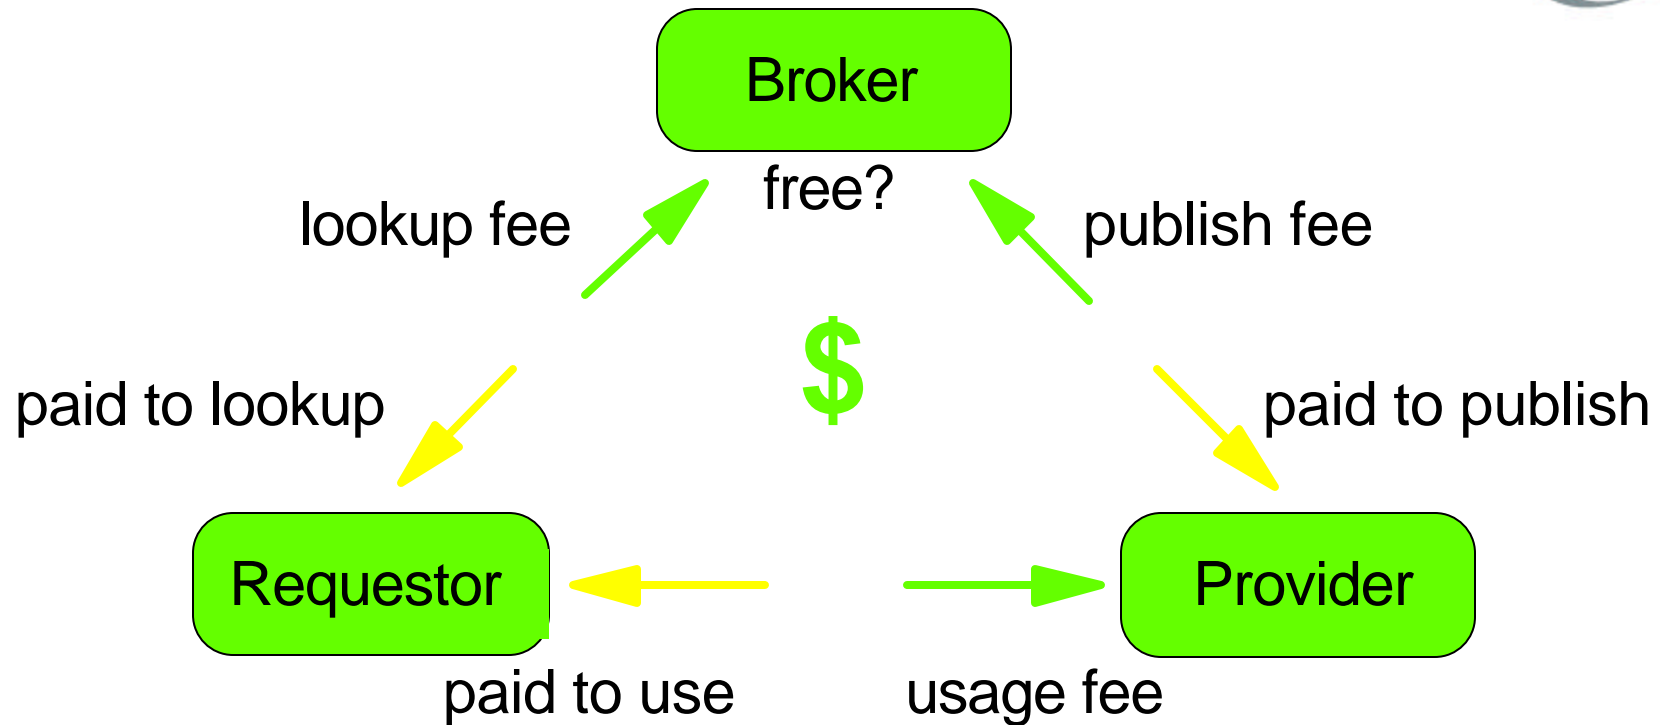 Broker
free?
lookup fee
publish fee
$
paid to lookup
paid to publish
Requestor
Provider
paid to use
usage fee